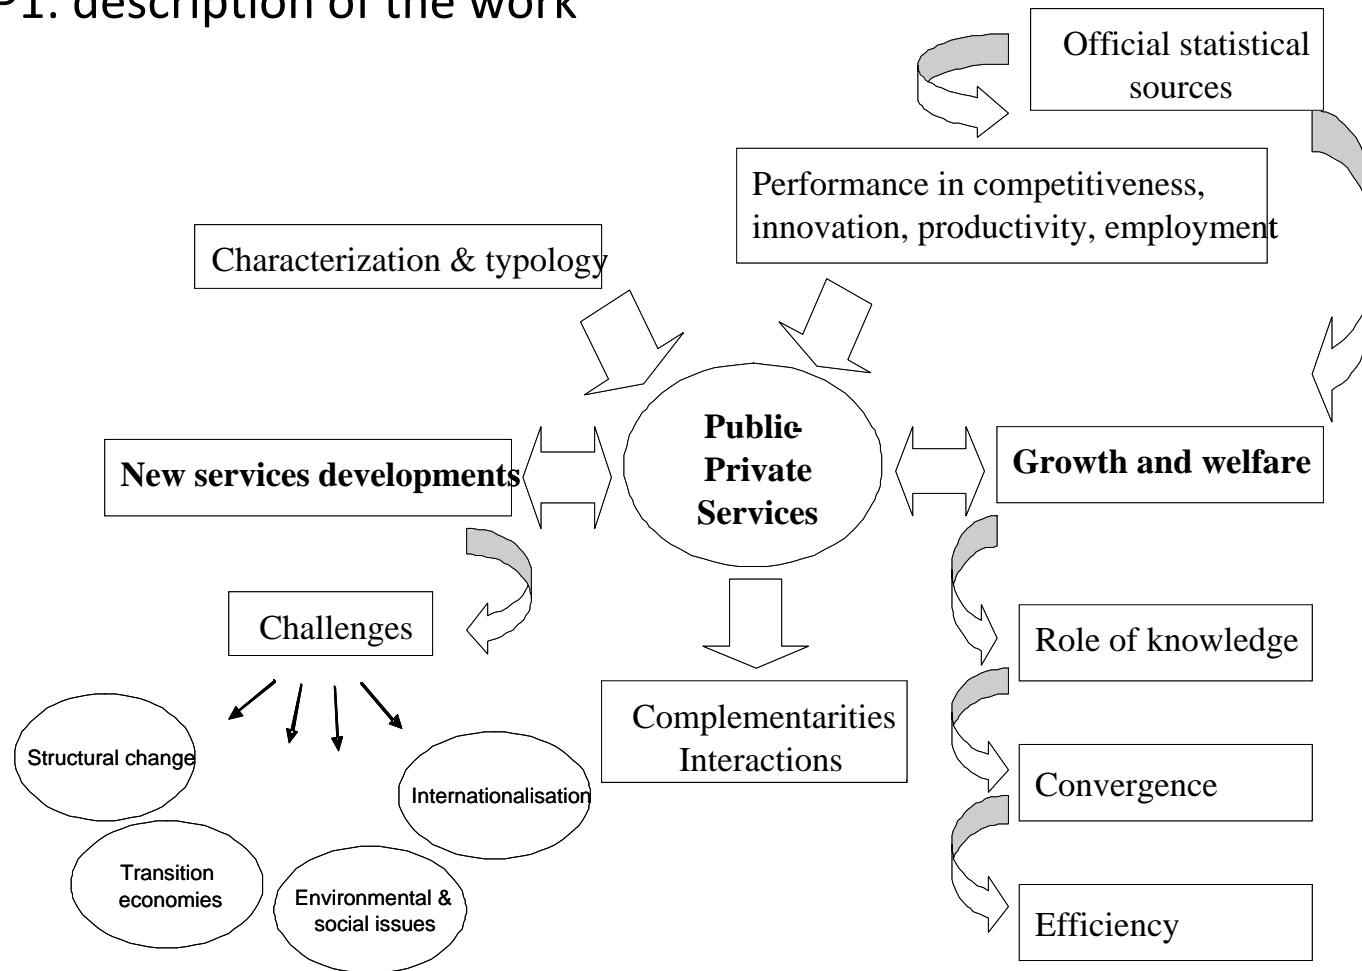 P1: description of the work
Official statistical
sources
Performance in competitiveness,
innovation, productivity, employment
Characterization & typology
Public-
Private
Services
New services developments
Growth and welfare
Challenges
Role of knowledge
Complementarities
Interactions
Structural change
Internationalisation
Convergence
Transition
economies
Environmental &
social issues
Efficiency